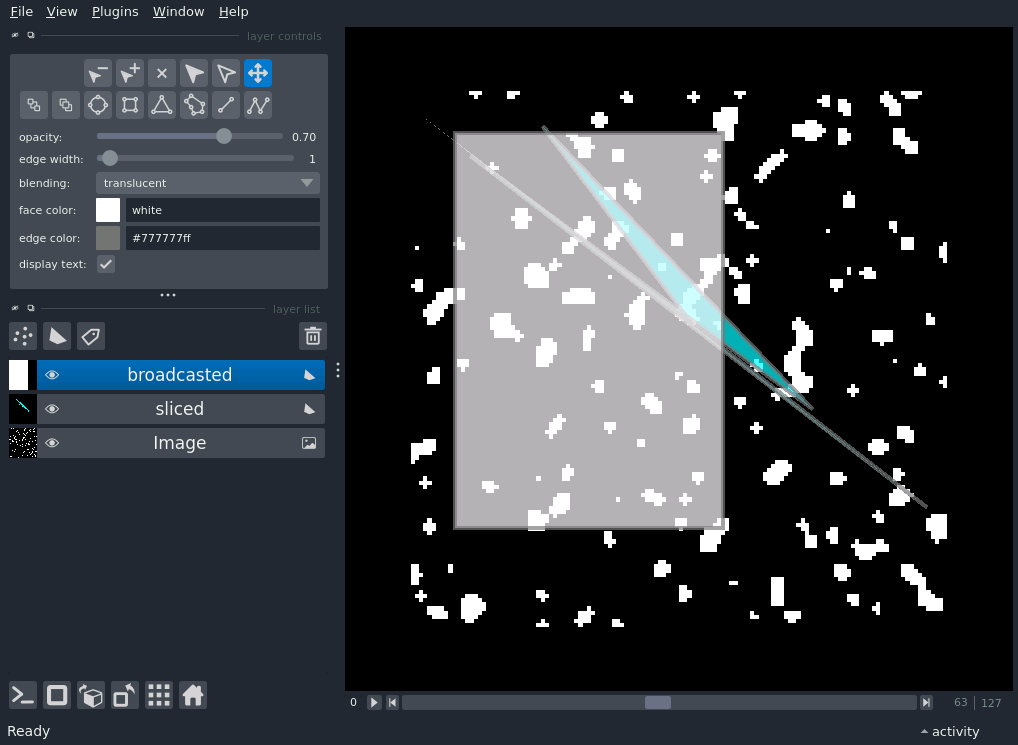 File View Plugins Window Help
layer controls
opacity: 0.70
edge width: 1
blending: translucent
face color: white
edge color: #777777ff
display text:
layer list
broadcasted
sliced
Image
0 63 127
Ready activity